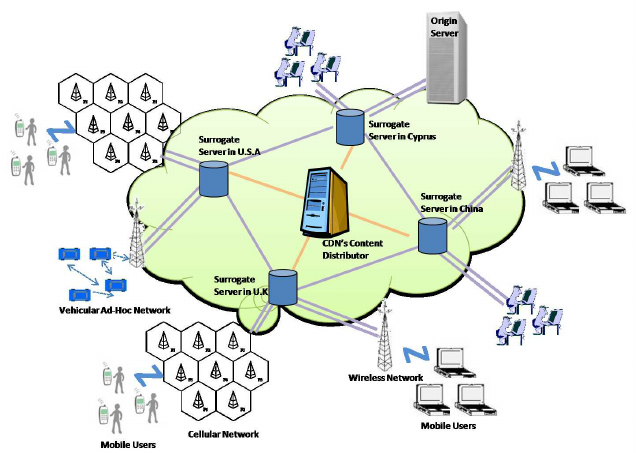 Origin
Server
Surrogate
Server in Cyprus
Surrogate
Server in U.S.A
Surrogate
Server in China
CDN's Content
Distributor
Surrogate
Server in U.K
Vehicular Ad-Hoc Network
Wireless Network
Mobile Users
Cellular Network
Mobile Users